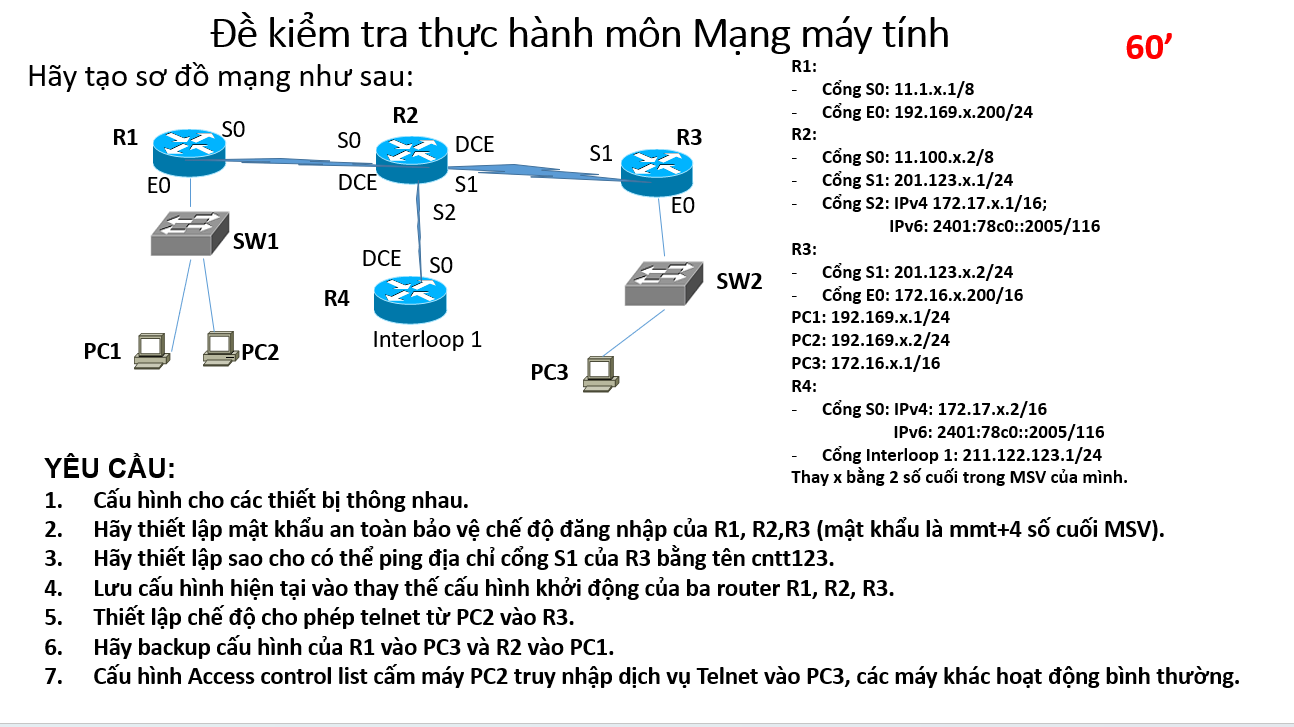 Đề kiểm tra thực hành môn Mạng máy tính
60’
Hãy tạo sơ đồ mạng như sau:
R1
S0
E0
SW1
PC1
PC2
R2
S0
DCE
DCE
S1
S2
DCE
S0
R4
Interloop 1
S1
R3
E0
SW2
PC3
R1:
- Cổng S0: 11.1.x.1/8
- Cổng E0: 192.169.x.200/24
R2:
- Cổng S0: 11.100.x.2/8
- Cổng S1: 201.123.x.1/24
- Cổng S2: IPv4 172.17.x.1/16;
IPv6: 2401:78c0::2005/116
R3:
- Cổng S1: 201.123.x.2/24
- Cổng E0: 172.16.x.200/16
PC1: 192.169.x.1/24
PC2: 192.169.x.2/24
PC3: 172.16.x.1/16
R4:
- Cổng S0: IPv4: 172.17.x.2/16
IPv6: 2401:78c0::2005/116
- Cổng Interloop 1: 211.122.123.1/24
Thay x bằng 2 số cuối trong MSV của mình.
YÊU CẦU:
1. Cấu hình cho các thiết bị thông nhau.
2. Hãy thiết lập mật khẩu an toàn bảo vệ chế độ đăng nhập của R1, R2,R3 (mật khẩu là mmt+4 số cuối MSV).
3. Hãy thiết lập sao cho có thể ping địa chỉ cổng S1 của R3 bằng tên cntt123.
4. Lưu cấu hình hiện tại vào thay thế cấu hình khởi động của ba router R1, R2, R3.
5. Thiết lập chế độ cho phép telnet từ PC2 vào R3.
6. Hãy backup cấu hình của R1 vào PC3 và R2 vào PC1.
7. Cấu hình Access control list cấm máy PC2 truy nhập dịch vụ Telnet vào PC3, các máy khác hoạt động bình thường.